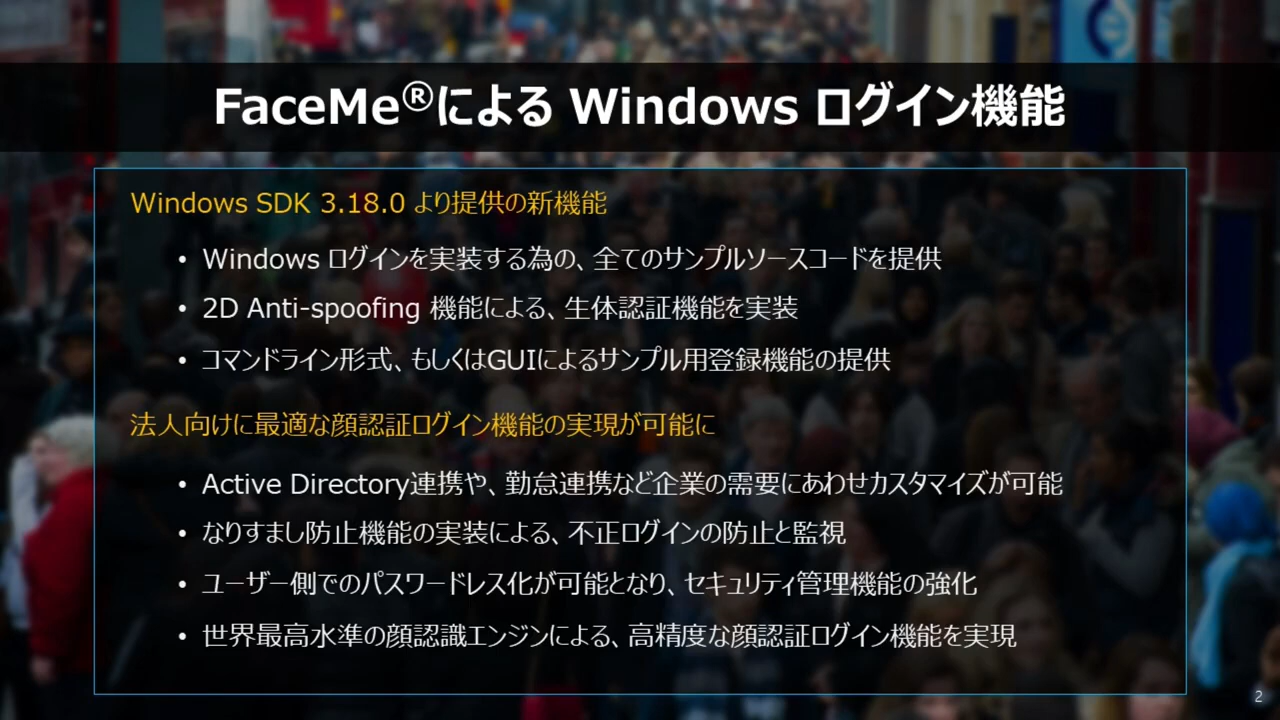 FaceMe®による Windows ログイン機能
Windows SDK 3.18.0 より提供の新機能
• Windows ログインを実装する為の、全てのサンプルソースコードを提供
• 2D Anti-spoofing 機能による、生体認証機能を実装
• コマンドライン形式、もしくはGUIによるサンプル用登録機能の提供
法人向けに最適な顔認証ログイン機能の実現が可能に
• Active Directory連携や、勤怠連携など企業の需要にあわせカスタマイズが可能
• なりすまし防止機能の実装による、不正ログインの防止と監視
• ユーザー側でのパスワードレス化が可能となり、セキュリティ管理機能の強化
• 世界最高水準の顔認識エンジンによる、高精度な顔認証ログイン機能を実現
2